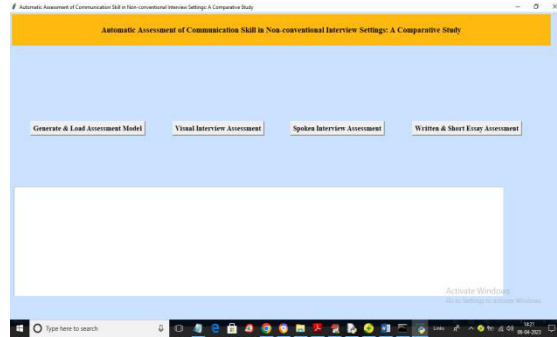 Automatic Assessment of Communication Skill in Non-conventional Interview Settings: A Comparative Study
Automatic Assessment of Communication Skill in Non-conventional Interview Settings: A Comparative Study
Generate & Load Assessment Model
Visual Interview Assessment
Spoken Interview Assessment
Written & Short Essay Assessment
Activate Windows
Go to Settings to activate Windows.
Type here to search
Links